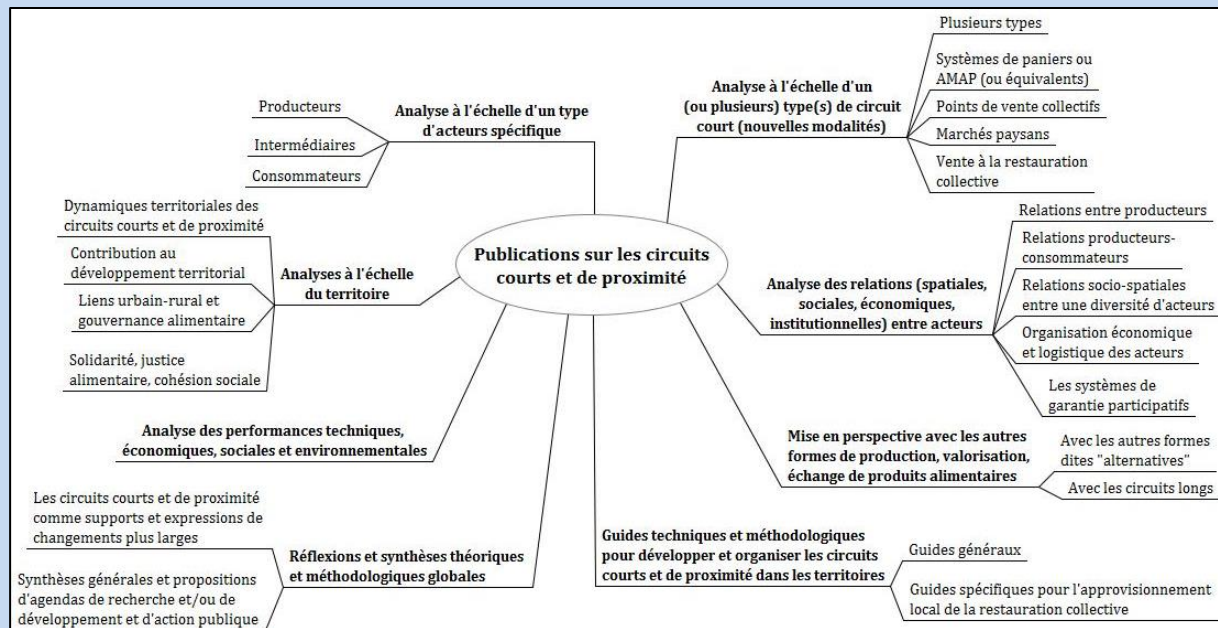 Publications sur les circuits
courts et de proximité
Analyse à l'échelle d'un type
d'acteurs spécifique
Producteurs
Intermédiaires
Consommateurs
Analyses à l'échelle
du territoire
Dynamiques territoriales des
circuits courts et de proximité
Contribution au
développement territorial
Liens urbain-rural et
gouvernance alimentaire
Solidarité, justice
alimentaire, cohésion sociale
Analyse des performances techniques,
économiques, sociales et environnementales
Réflexions et synthèses théoriques
et méthodologiques globales
Les circuits courts et de proximité
comme supports et expressions de
changements plus larges
Synthèses générales et propositions
d'agendas de recherche et/ou de
développement et d'action publique
Analyse à l'échelle d'un
(ou plusieurs) type(s) de circuit
court (nouvelles modalités)
Plusieurs types
Systèmes de paniers ou
AMAP (ou équivalents)
Points de vente collectifs
Marchés paysans
Vente à la restauration
collective
Analyse des relations (spatiales,
sociales, économiques,
institutionnelles) entre acteurs
Relations entre producteurs
Relations producteurs-
consommateurs
Relations socio-spatiales
entre une diversité d'acteurs
Organisation économique
et logistique des acteurs
Les systèmes de
garantie participatifs
Mise en perspective avec les autres
formes de production, valorisation,
échange de produits alimentaires
Avec les autres formes
dites "alternatives"
Avec les circuits longs
Guides techniques et méthodologiques
pour développer et organiser les circuits
courts et de proximité dans les territoires
Guides généraux
Guides spécifiques pour l'approvisionnement
local de la restauration collective